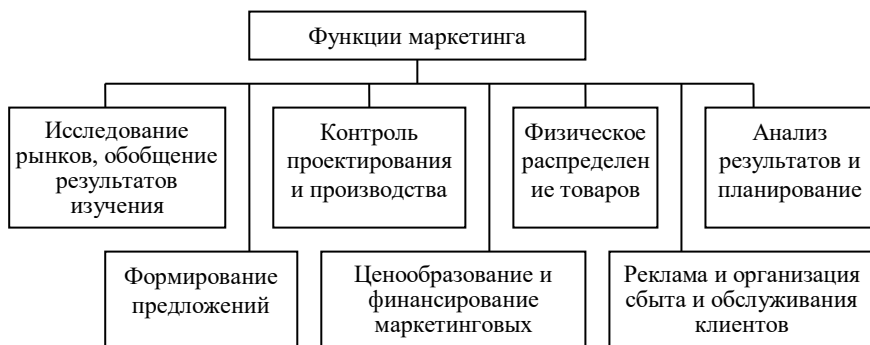 Функции маркетинга
Исследование
рынков, обобщение
результатов
изучения
Контроль
проектирования
и производства
Физическое
распределен
ие товаров
Анализ
результатов и
планирование
Формирование
предложений
Ценообразование и
финансирование
маркетинговых
Реклама и организация
сбыта и обслуживания
клиентов